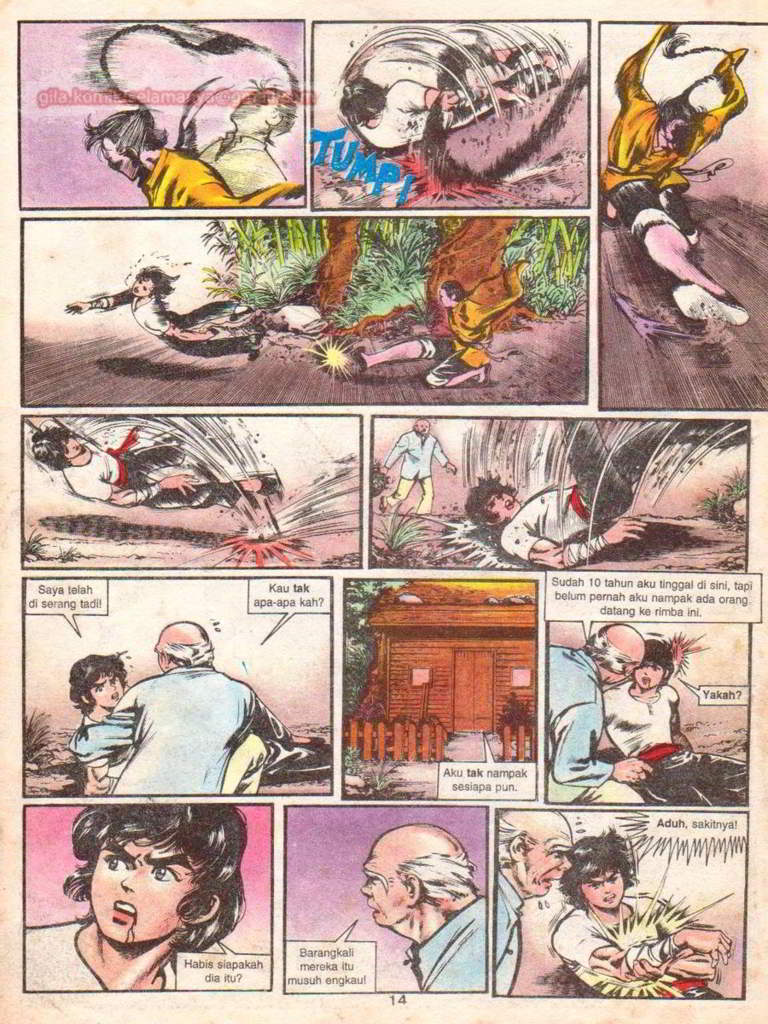 TUMP!
Saya telah
di serang tadi!
Kau tak
apa-apa kah?
Aku tak nampak
sesiapa pun.
Sudah 10 tahun aku tinggal di sini, tapi
belum pernah aku nampak ada orang
datang ke rimba ini.
Yakah?
Habis siapakah
dia itu?
Barangkali
mereka itu
musuh engkau!
Aduh, sakitnya!
14